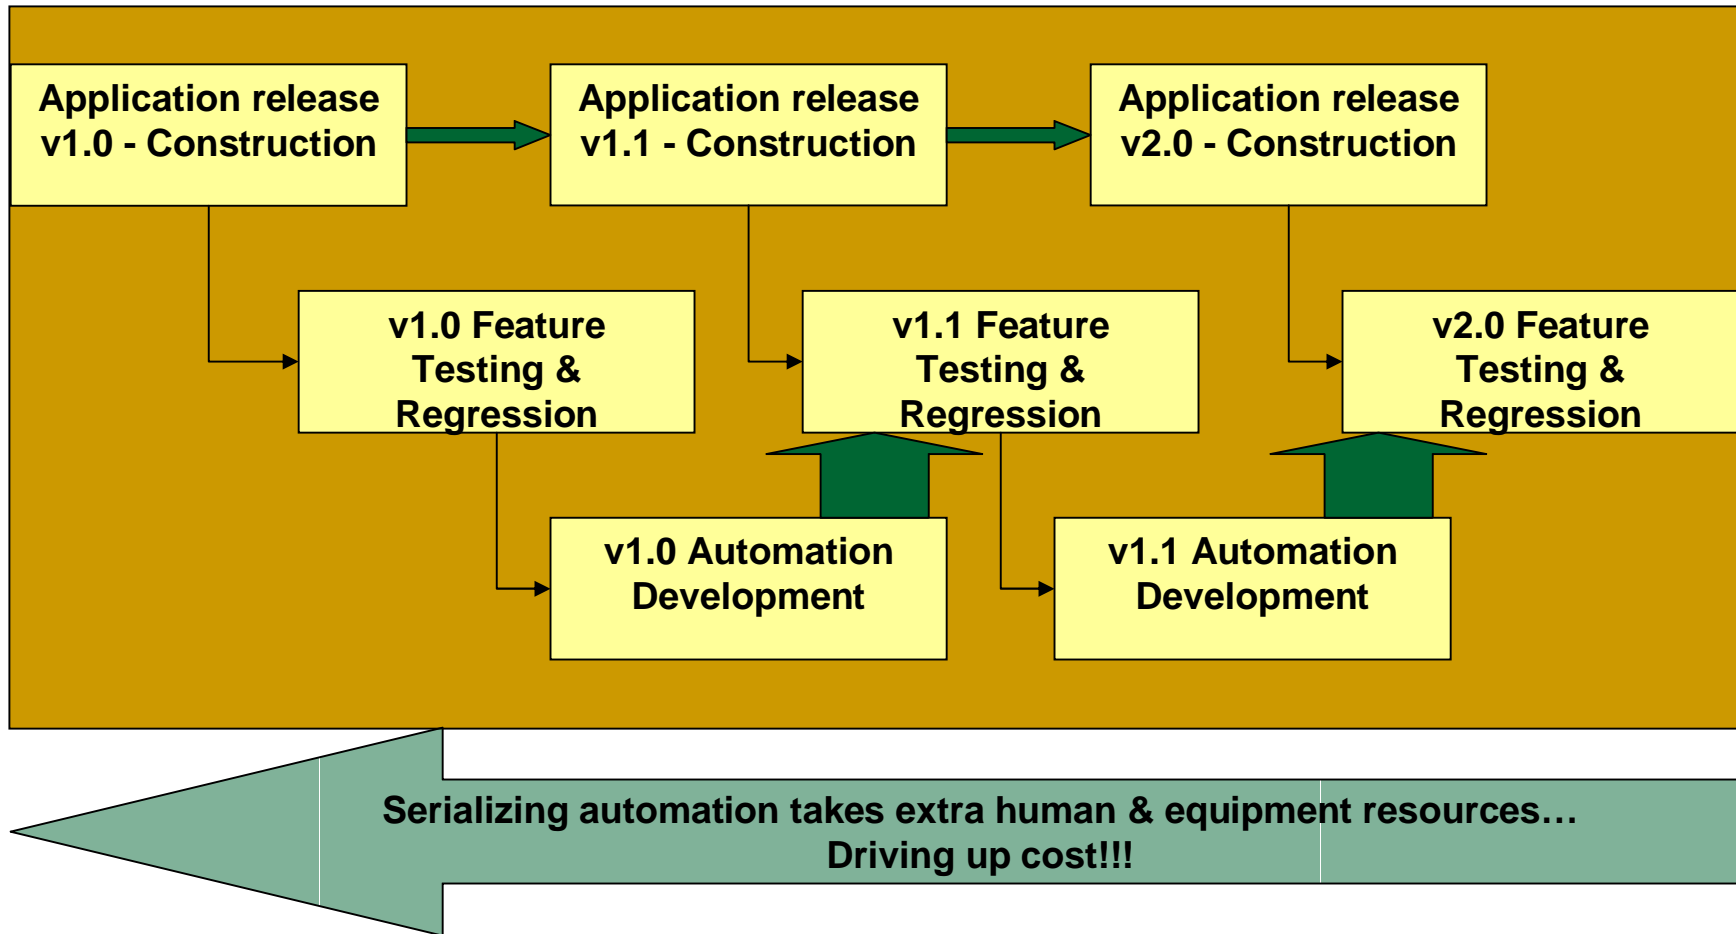 Application release
v1.0 - Construction
Application release
v1.1 - Construction
Application release
v2.0 - Construction
v1.0 Feature
Testing &
Regression
v1.1 Feature
Testing &
Regression
v2.0 Feature
Testing &
Regression
v1.0 Automation
Development
v1.1 Automation
Development
Serializing automation takes extra human & equipment resources…
Driving up cost!!!